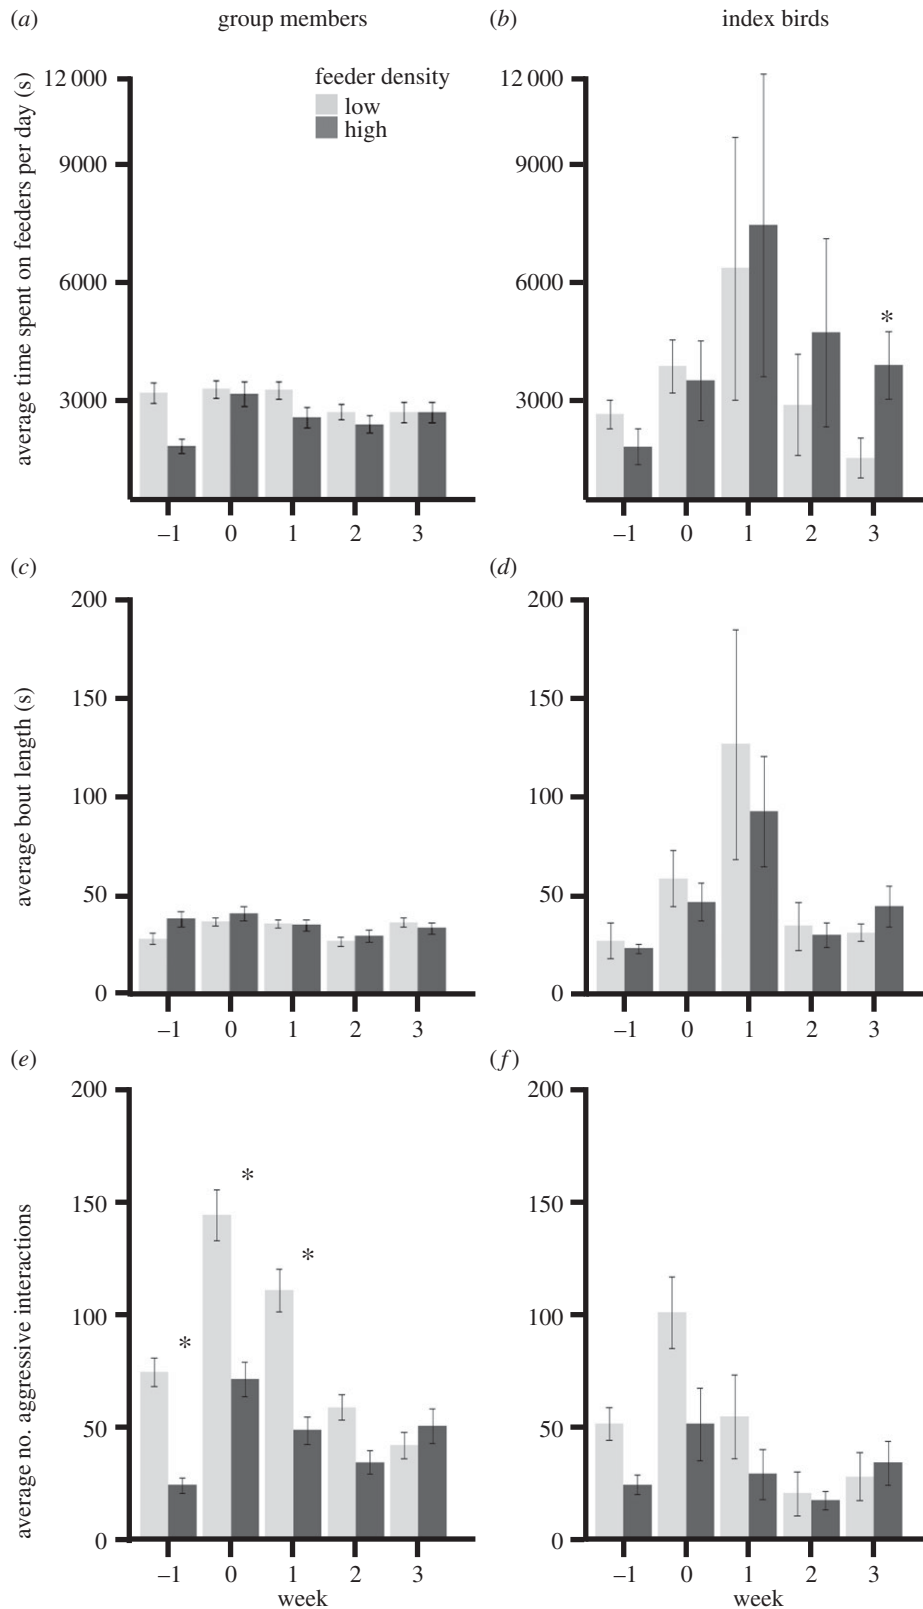 (a) group members
(b) index birds
average time spent on feeders per day (s)
12 000
9000
6000
3000
feeder density
low
high
–1 0 1 2 3
12 000
9000
6000
3000
*
–1 0 1 2 3
(c)
average bout length (s)
200
150
100
50
0
–1 0 1 2 3
(d)
200
150
100
50
0
–1 0 1 2 3
(e)
average no. aggressive interactions
200
150
100
50
0
*
*
*
–1 0 1 2 3
week
(f)
200
150
100
50
0
–1 0 1 2 3
week